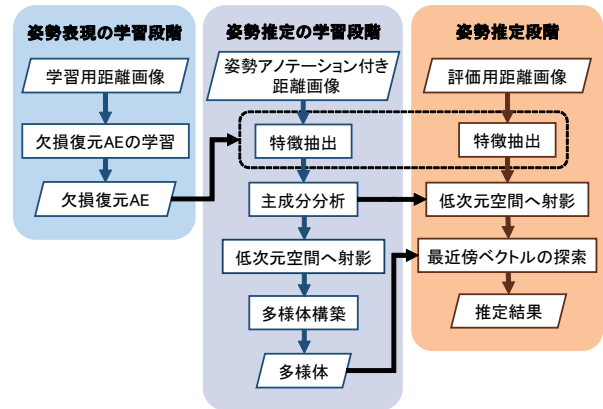 姿勢表現の学習段階
学習用距離画像
欠損復元AEの学習
欠損復元AE
姿勢推定の学習段階
姿勢アノテーション付き
距離画像
特徴抽出
主成分分析
低次元空間へ射影
多様体構築
多様体
姿勢推定段階
評価用距離画像
特徴抽出
低次元空間へ射影
最近傍ベクトルの探索
推定結果